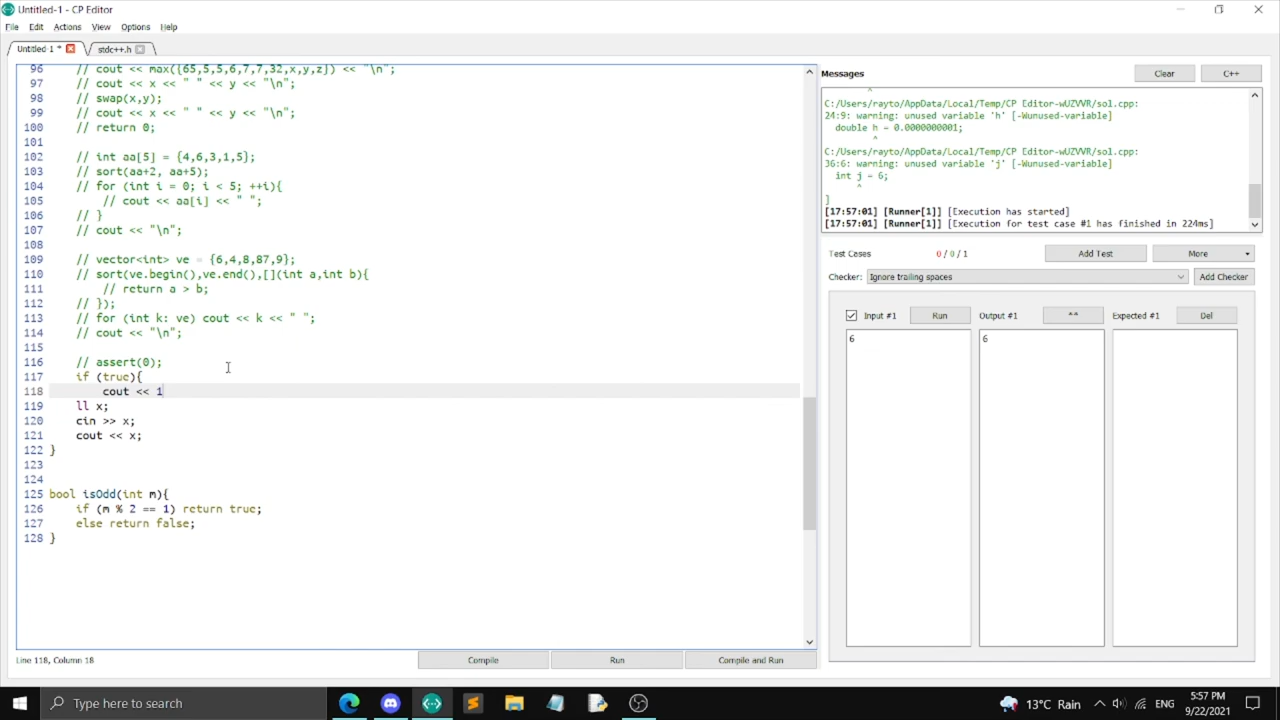 Untitled-1 - CP Editor
File Edit Actions View Options Help
Untitled-1 * stdc++.h
96 // cout << max({65,5,5,6,7,7,32,x,y,z}) << "\n";
97 // cout << x << " " << y << "\n";
98 // swap(x,y);
99 // cout << x << " " << y << "\n";
100 // return 0;
101
102 // int aa[5] = {4,6,3,1,5};
103 // sort(aa+2, aa+5);
104 // for (int i = 0; i < 5; ++i){
105 // cout << aa[i] << " ";
106 // }
107 // cout << "\n";
108
109 // vector<int> ve = {6,4,8,87,9};
110 // sort(ve.begin(),ve.end(),[](int a,int b){
111 // return a > b;
112 // });
113 // for (int k: ve) cout << k << " ";
114 // cout << "\n";
115
116 // assert(0);
117 if (true){
118 cout << 1
119 ll x;
120 cin >> x;
121 cout << x;
122 }
123
124
125 bool isOdd(int m){
126 if (m % 2 == 1) return true;
127 else return false;
128 }
Line 118, Column 18
Compile
Run
Compile and Run
Messages
Clear
C++
^
C:/Users/rayto/AppData/Local/Temp/CP Editor-wUZVVR/sol.cpp:
24:9: warning: unused variable 'h' [-Wunused-variable]
double h = 0.0000000001;
^
C:/Users/rayto/AppData/Local/Temp/CP Editor-wUZVVR/sol.cpp:
36:6: warning: unused variable 'j' [-Wunused-variable]
int j = 6;
^
]
[17:57:01] [Runner[1]] [Execution has started]
[17:57:01] [Runner[1]] [Execution for test case #1 has finished in 224ms]
Test Cases 0 / 0 / 1 Add Test More
Checker: Ignore trailing spaces Add Checker
Input #1 Run Output #1 ^^ Expected #1 Del
6 6
Type here to search
13°C Rain
ENG
5:57 PM
9/22/2021